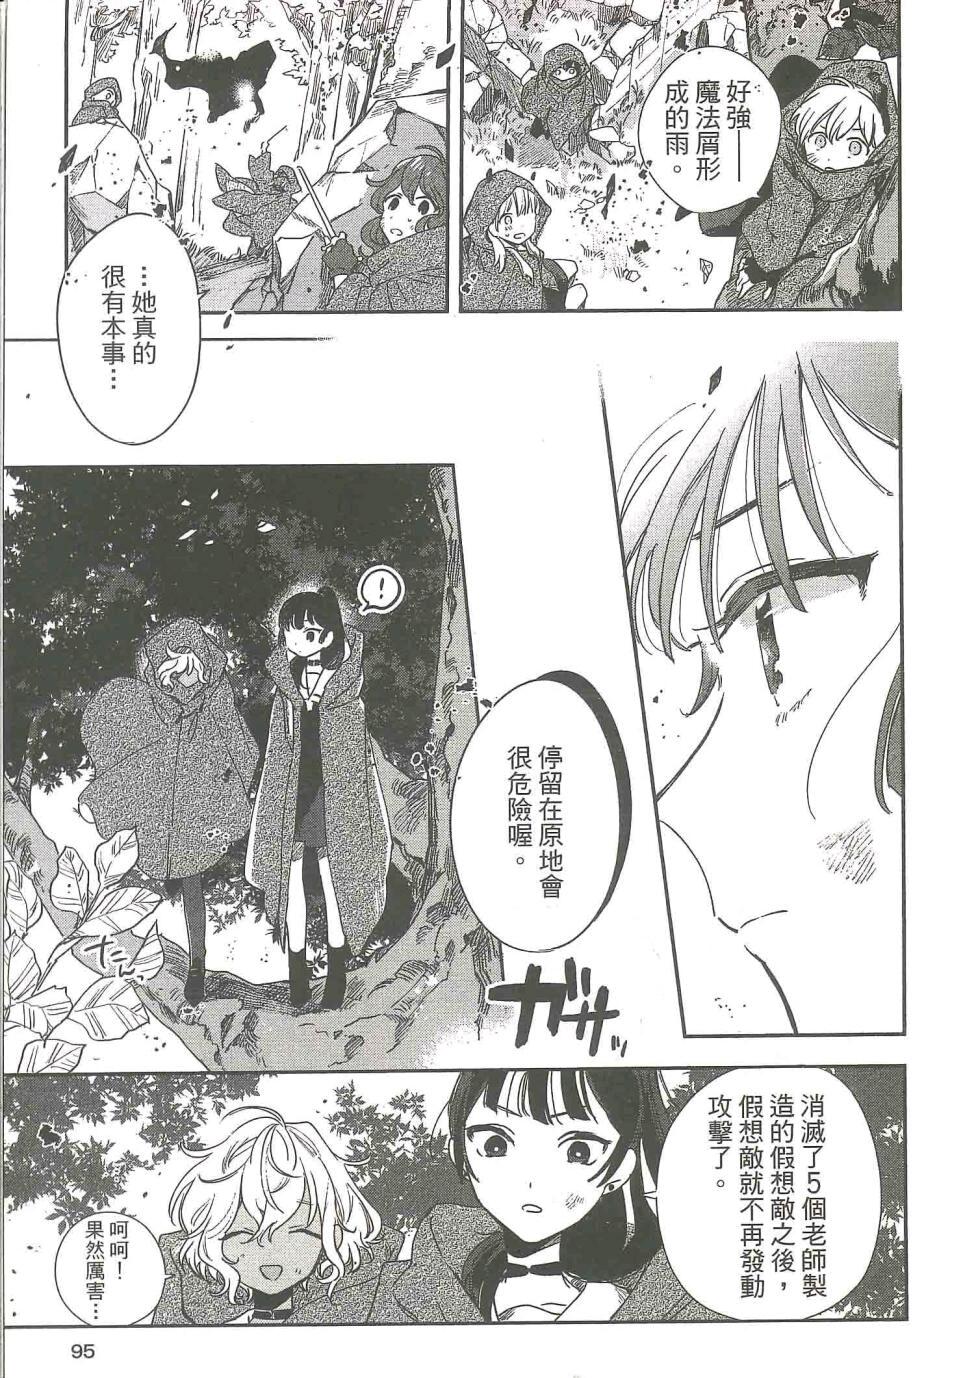 好強——
魔法屑形
成的雨。
…她真的
很有本事…
！
停留在原地會
很危險喔。
たんっ
ガサ
消滅了5個老師製
造的假想敵之後，
假想敵就不再發動
攻擊了。
呵呵！
果然厲害…
95